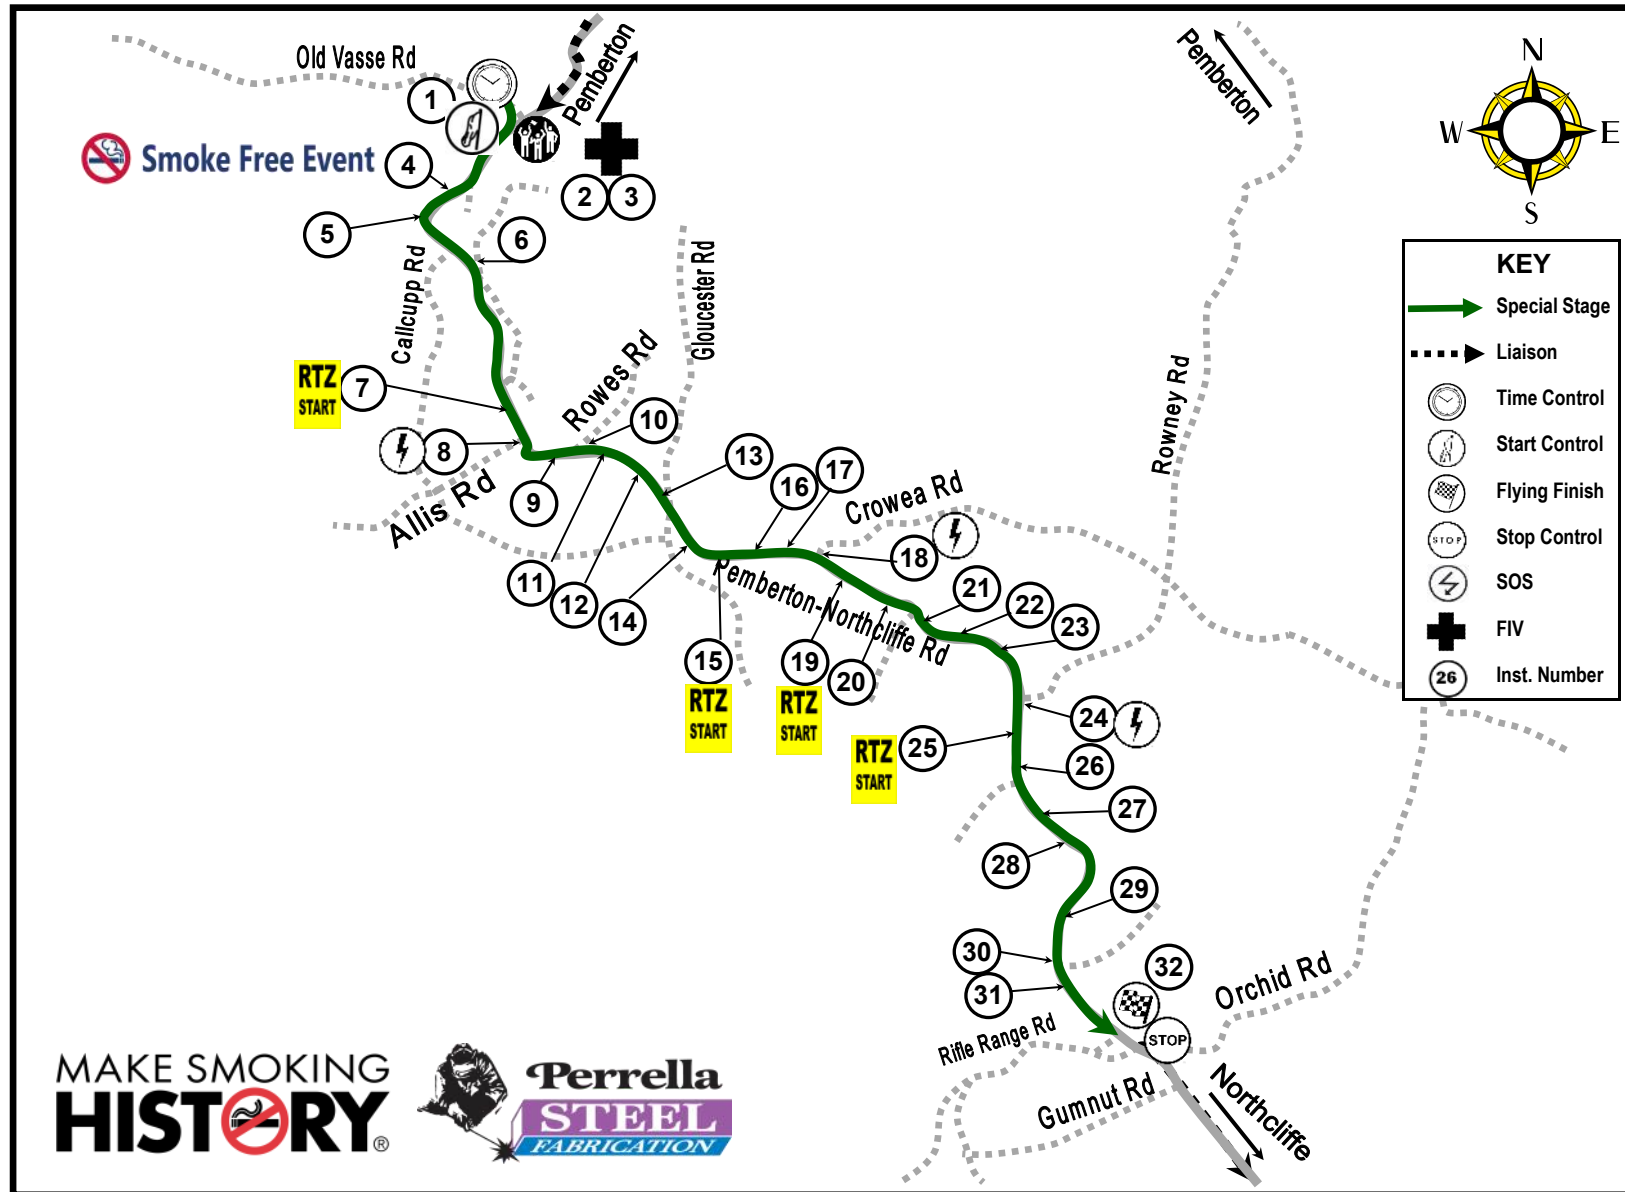 Old Vasse Rd
Pemberton
Pemberton
1
Smoke Free Event
4
2
3
5
6
Callcupp Rd
Gloucester Rd
Rowes Rd
RTZ
START
7
8
Allis Rd
9
10
11
12
13
14
16
17
Crowea Rd
18
Rowney Rd
Pemberton-Northcliffe Rd
15
RTZ
START
19
RTZ
START
20
21
22
23
24
RTZ
START
25
26
27
28
29
30
31
32
STOP
Rifle Range Rd
Orchid Rd
Gumnut Rd
Northcliffe
N
W
E
S
KEY
Special Stage
Liaison
Time Control
Start Control
Flying Finish
STOP
Stop Control
SOS
FIV
26
Inst. Number
MAKE SMOKING
HISTORY®
Perrella
STEEL
FABRICATION